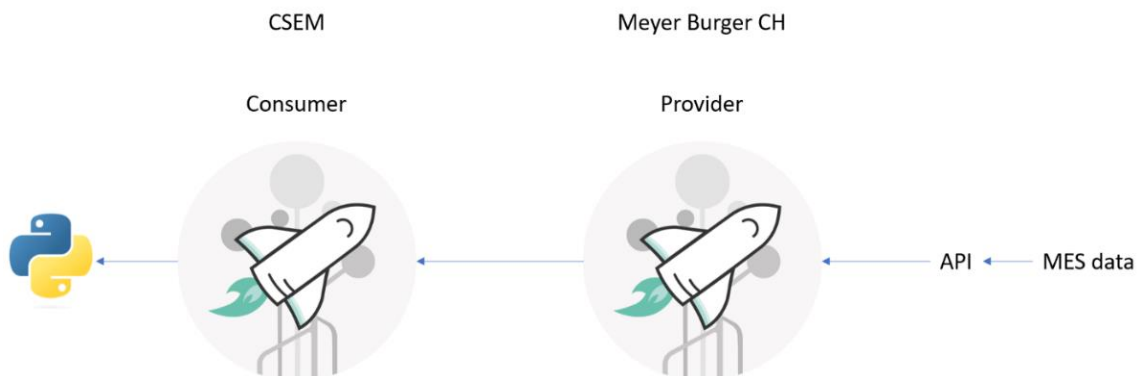 CSEM
Meyer Burger CH
Consumer
Provider
API
MES data